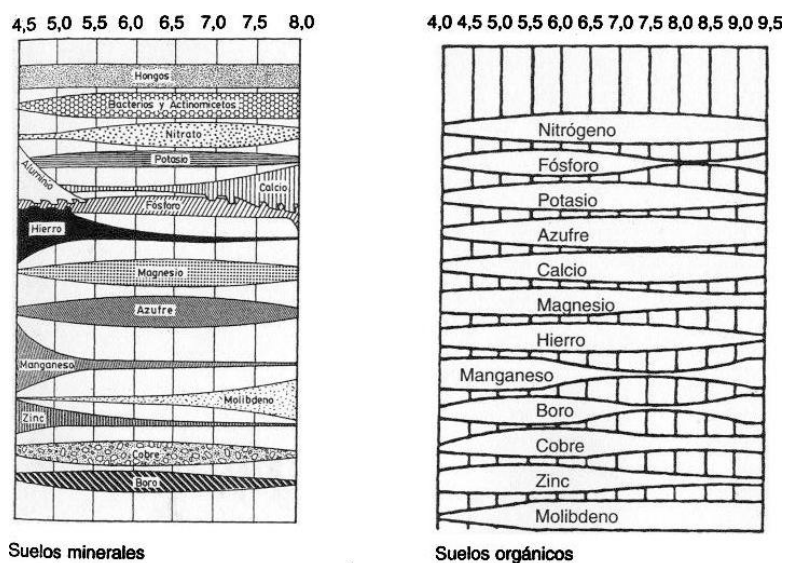 4,5 5,0 5,5 6,0 6,5 7,0 7,5 8,0
Hongos
Bacterios y Actinomicetos
Nitrato
Potasio
Aluminio
Calcio
Fósforo
Hierro
Magnesio
Azufre
Manganeso
Molibdeno
Zinc
Cobre
Boro
Suelos minerales
4,0 4,5 5,0 5,5 6,0 6,5 7,0 7,5 8,0 8,5 9,0 9,5
Nitrógeno
Fósforo
Potasio
Azufre
Calcio
Magnesio
Hierro
Manganeso
Boro
Cobre
Zinc
Molibdeno
Suelos orgánicos